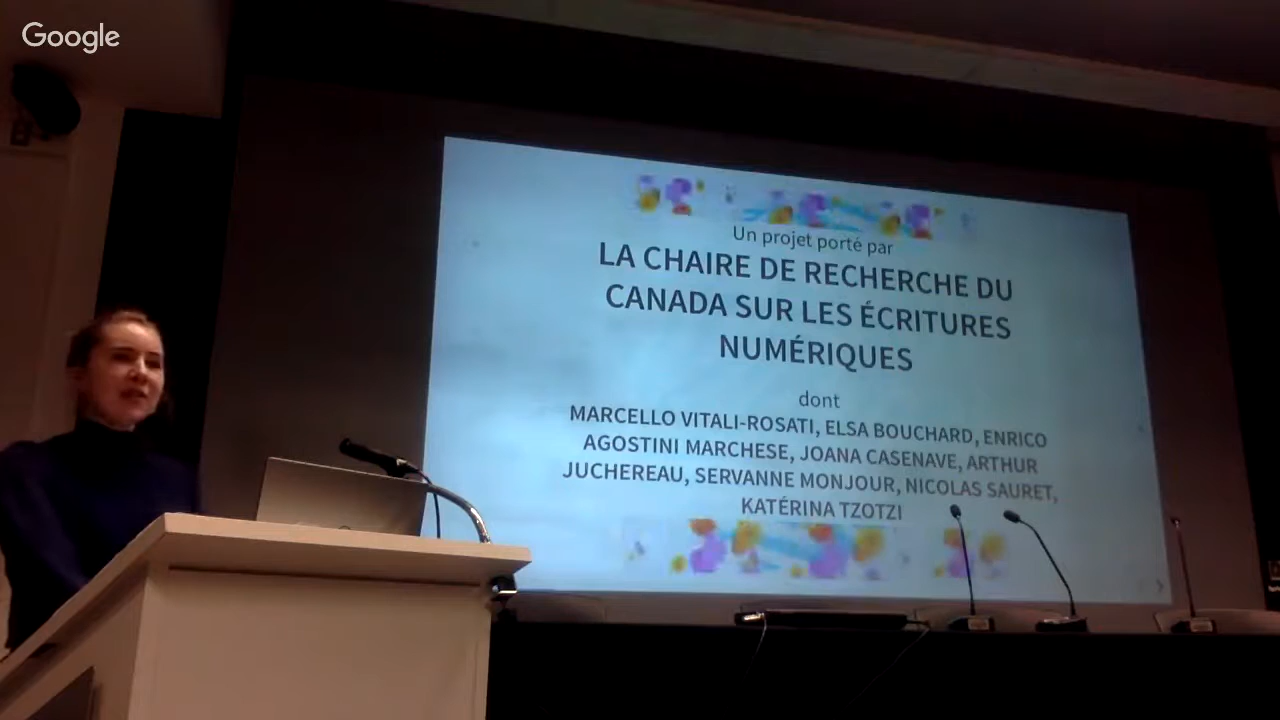 Google
Un projet porté par
LA CHAIRE DE RECHERCHE DU
CANADA SUR LES ÉCRITURES
NUMÉRIQUES
dont
MARCELLO VITALI-ROSATI, ELSA BOUCHARD, ENRICO
AGOSTINI MARCHESE, JOANA CASENAVE, ARTHUR
JUCHEREAU, SERVANNE MONJOUR, NICOLAS SAURET,
KATÉRINA TZOTZI